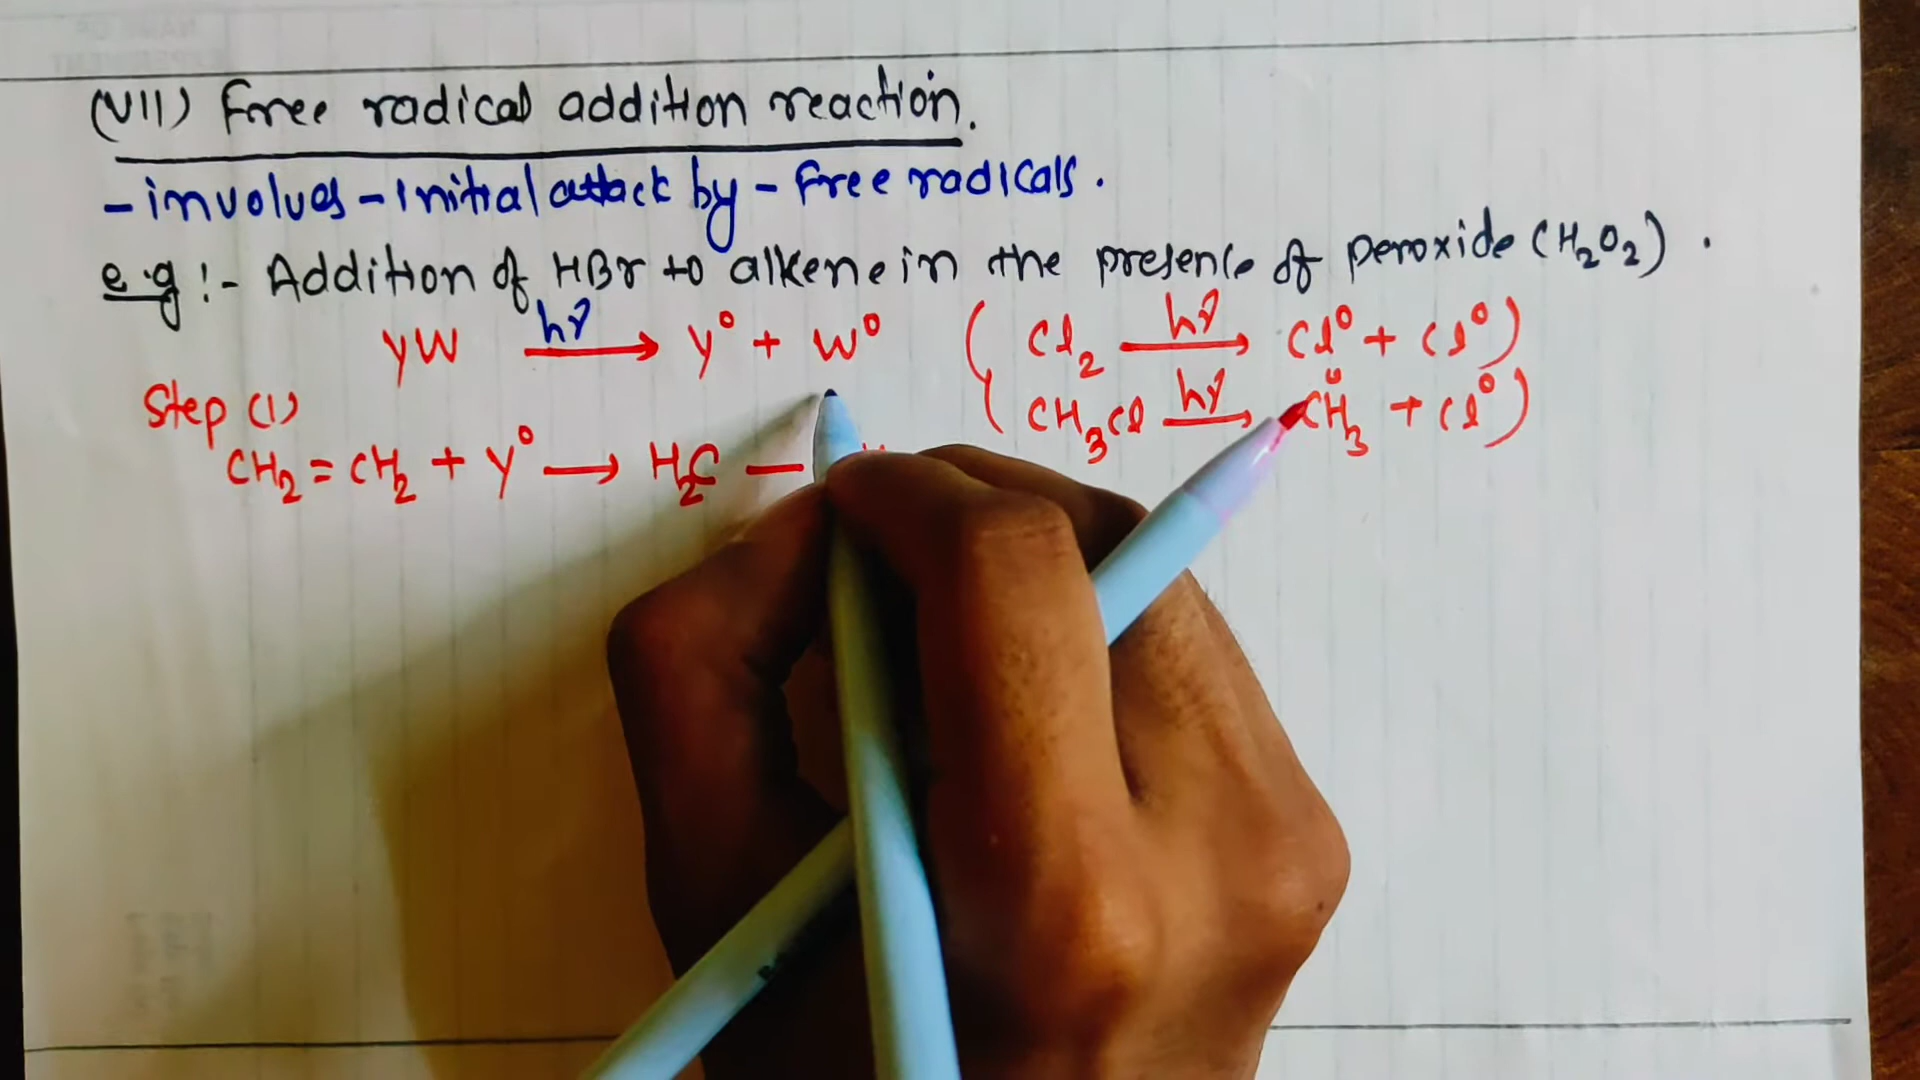 (VII) Free radical addition reaction.
- involves - Initial attack by - Free radicals.
e.g :- Addition of HBr to alkene in the presence of peroxide (H₂O₂).
YW hν → Y° + W° ( Cl₂ hν → Cl° + Cl° )
Step (1) ( CH₃Cl hν → CH₃° + Cl° )
CH₂ = CH₂ + Y° → H₂C —